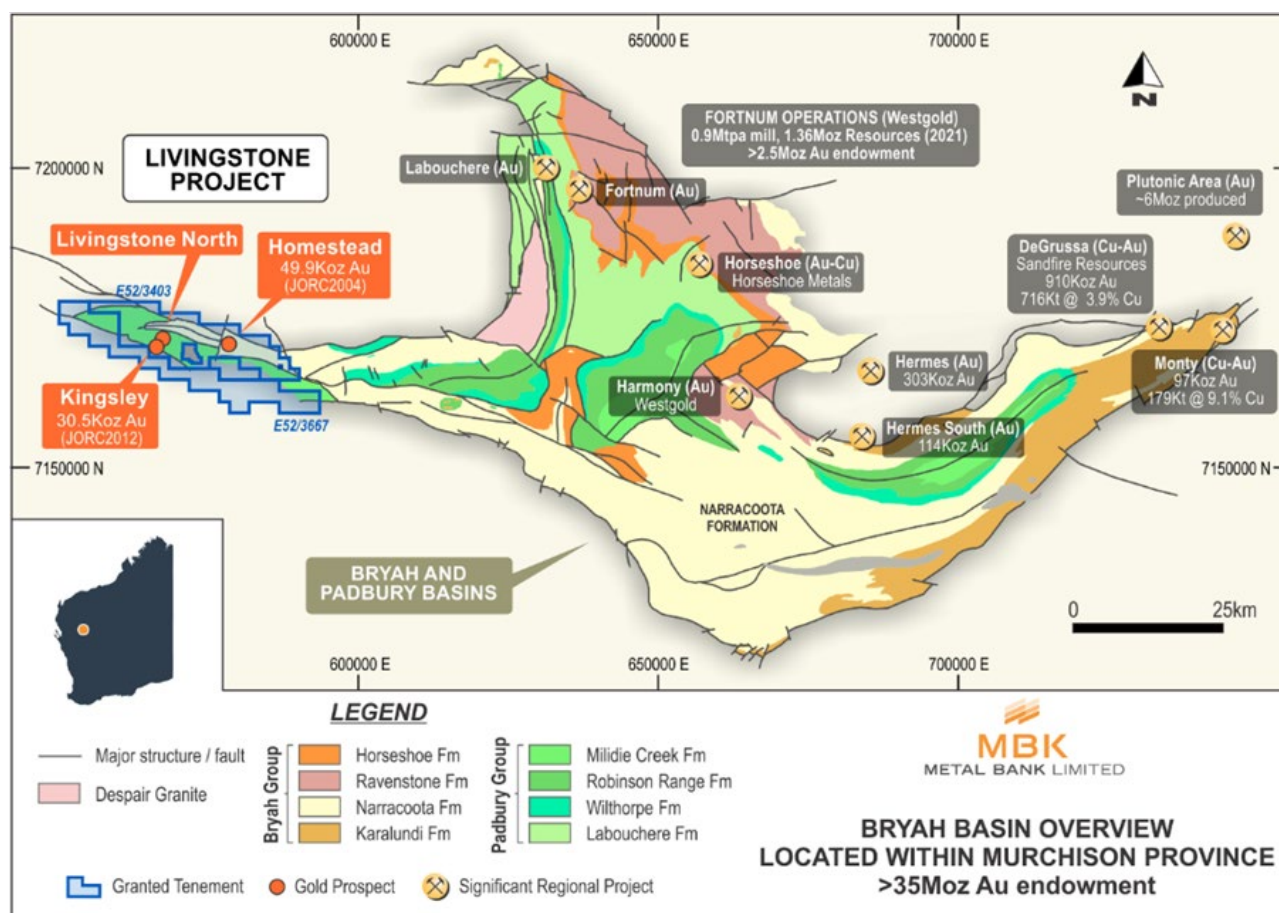 600000 E
650000 E
700000 E
N
FORTNUM OPERATIONS (Westgold)
0.9Mtpa mill, 1.36Moz Resources (2021)
>2.5Moz Au endowment
LIVINGSTONE
PROJECT
7200000 N
Labouchere (Au)
Fortnum (Au)
7200000 N
Plutonic Area (Au)
~6Moz produced
Livingstone North
Homestead
49.9Koz Au
(JORC2004)
E52/3403
Horseshoe (Au-Cu)
Horseshoe Metals
DeGrussa (Cu-Au)
Sandfire Resources
910Koz Au
716Kt @ 3.9% Cu
Kingsley
30.5Koz Au
(JORC2012)
E52/3667
Harmony (Au)
Westgold
Hermes (Au)
303Koz Au
Monty (Cu-Au)
97Koz Au
179Kt @ 9.1% Cu
Hermes South (Au)
114Koz Au
7150000 N
7150000 N
NARRACOOTA
FORMATION
BRYAH AND
PADBURY BASINS
0
25km
600000 E
650000 E
700000 E
LEGEND
Major structure / fault
Despair Granite
Bryah Group
Horseshoe Fm
Ravenstone Fm
Narracoota Fm
Karalundi Fm
Padbury Group
Milidie Creek Fm
Robinson Range Fm
Wilthorpe Fm
Labouchere Fm
Granted Tenement
Gold Prospect
Significant Regional Project
MBK
METAL BANK LIMITED
BRYAH BASIN OVERVIEW
LOCATED WITHIN MURCHISON PROVINCE
>35Moz Au endowment